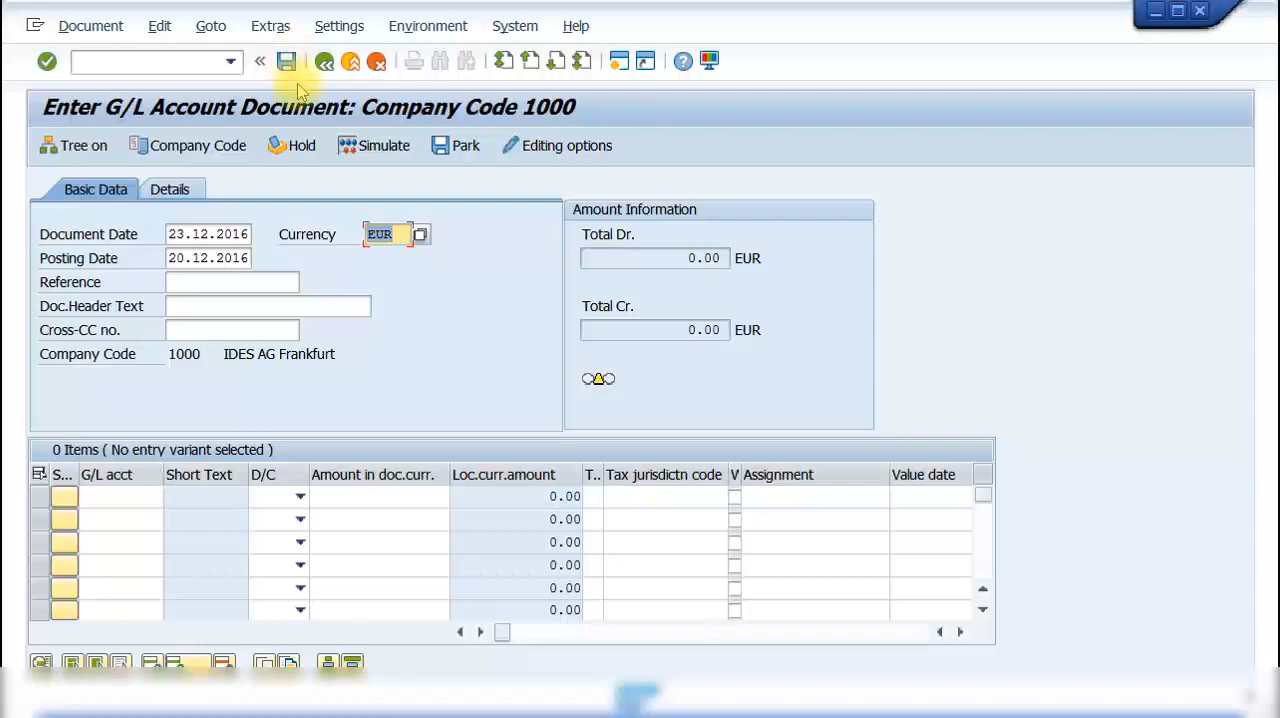 Document Edit Goto Extras Settings Environment System Help
Enter G/L Account Document: Company Code 1000
Tree on Company Code Hold Simulate Park Editing options
Basic Data Details
Amount Information
Document Date 23.12.2016 Currency EUR
Total Dr.
Posting Date 20.12.2016
0.00 EUR
Reference
Doc.Header Text
Total Cr.
Cross-CC no.
0.00 EUR
Company Code 1000 IDES AG Frankfurt
0 Items ( No entry variant selected )
S... G/L acct Short Text D/C Amount in doc.curr. Loc.curr.amount T.. Tax jurisdictn code V Assignment Value date
0.00
0.00
0.00
0.00
0.00
0.00